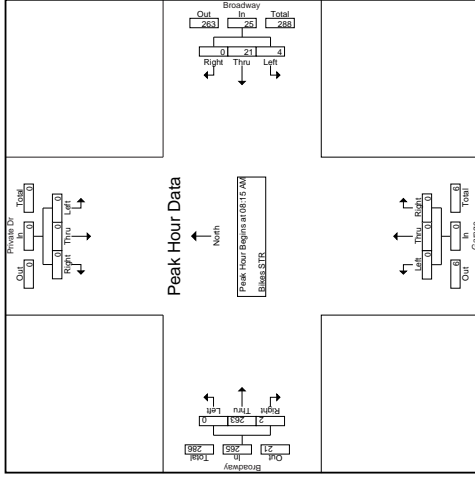 Broadway
Out In Total
263 25 288
0 21 4
Right Thru Left
Private Dr
Out In Total
0 0 0
0 0 0
Right Thru Left
Peak Hour Data
North
Peak Hour Begins at 08:15 AM
Bikes STR
Left Thru Right
0 0 0
6 0 6
Out In Total
Left Thru Right
0 263 2
286 265 21
Total In Out
Broadway